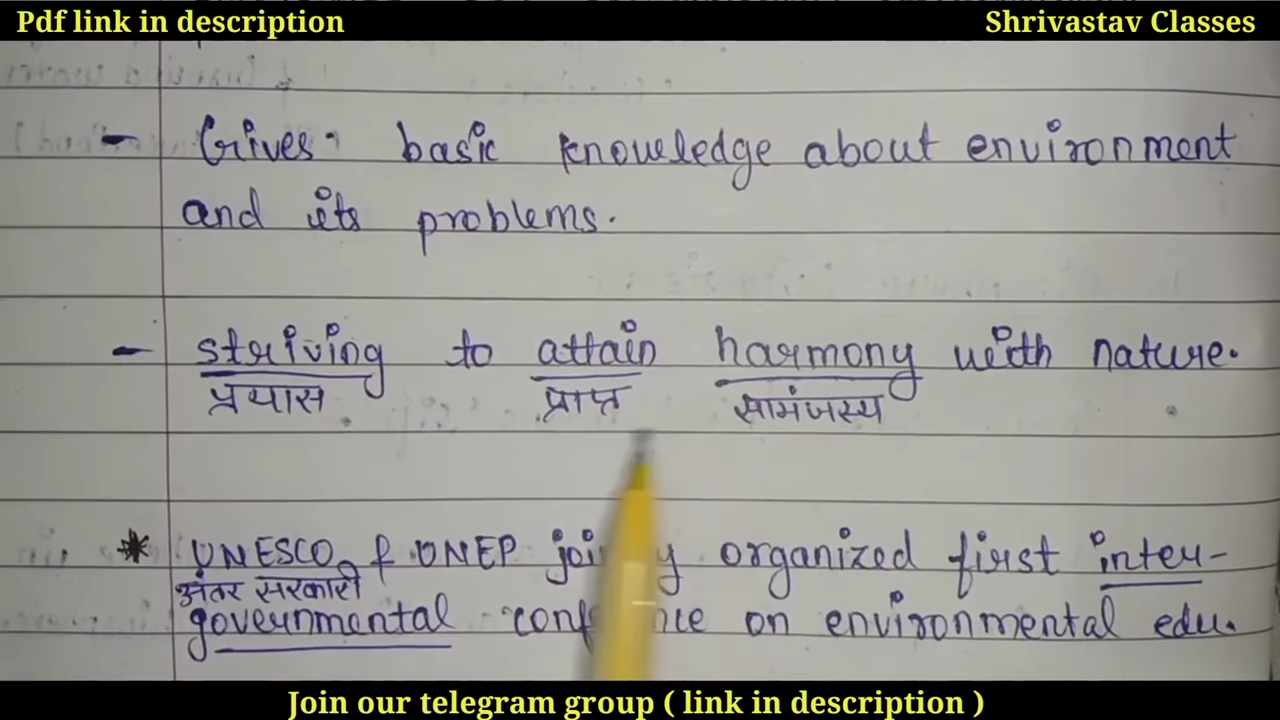 Pdf link in description
Shrivastav Classes
- Gives basic knowledge about environment
and its problems.
- striving to attain harmony with nature.
प्रयास प्राप्त सामंजस्य
* UNESCO & UNEP organized first inter-
अंतर सरकारी
governmental on environmental edu.
Join our telegram group ( link in description )